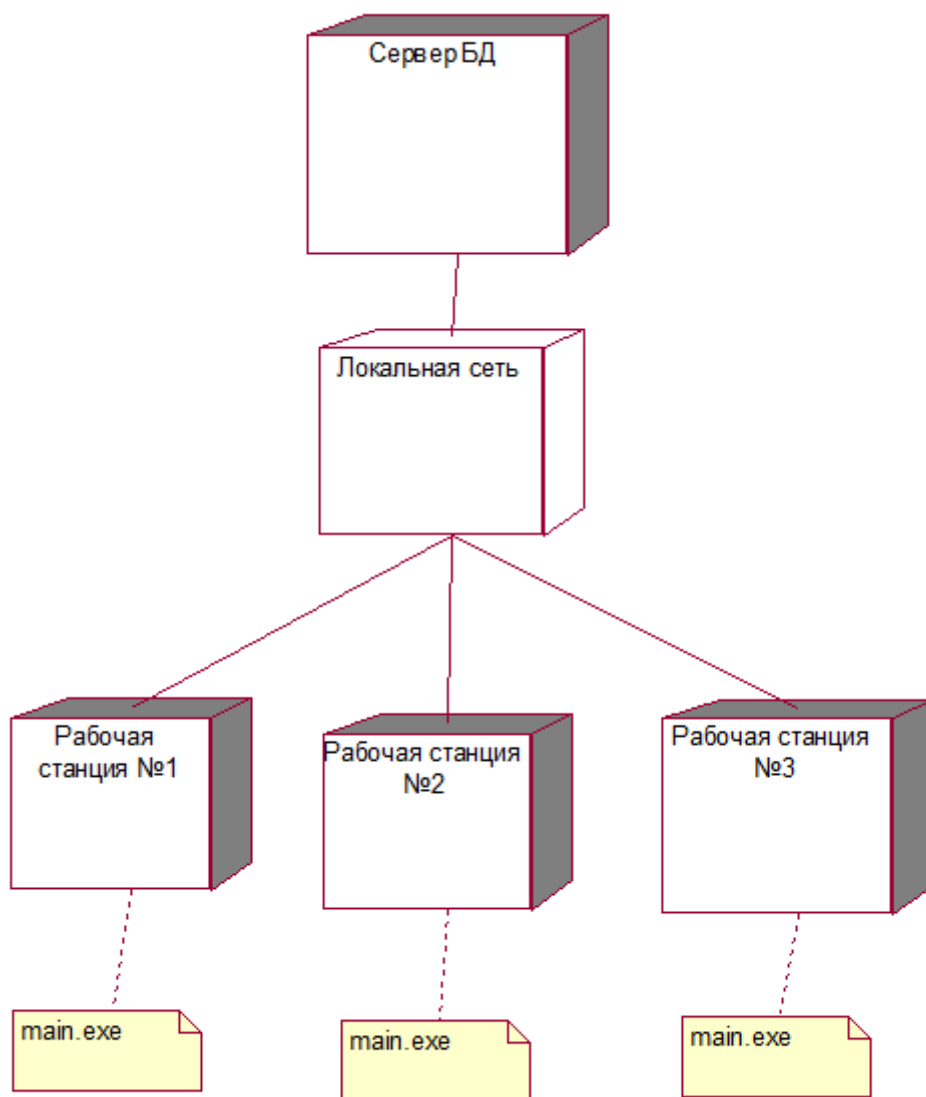 Сервер БД
Локальная сеть
Рабочая
станция №1
Рабочая станция
№2
Рабочая станция
№3
main.exe
main.exe
main.exe